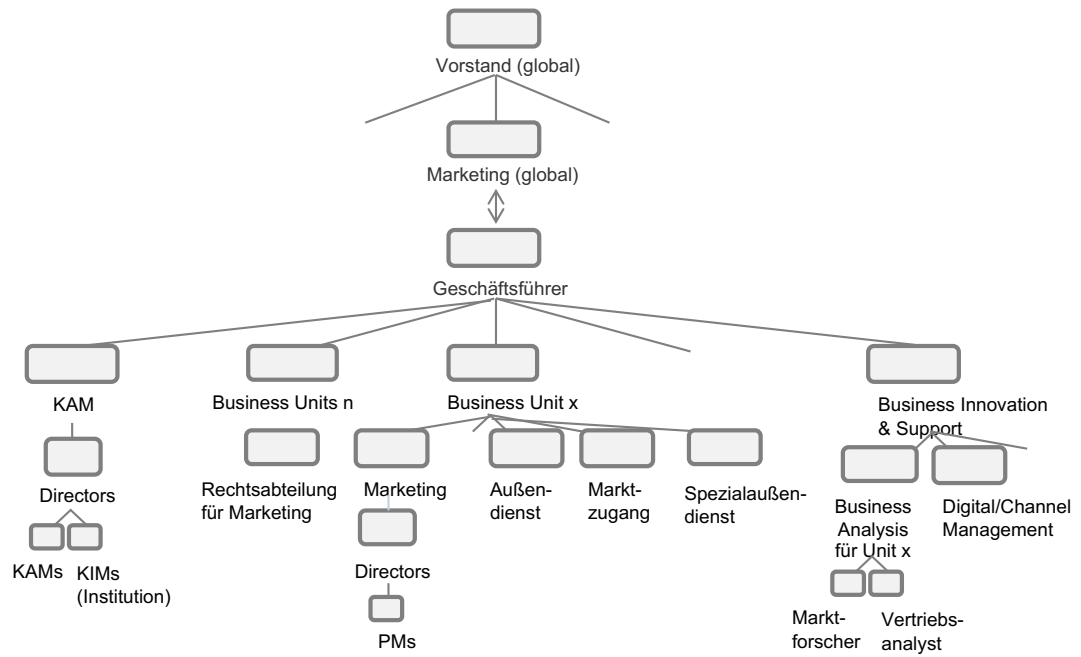 Vorstand (global)
Marketing (global)
Geschäftsführer
KAM
Business Units n
Business Unit x
Business Innovation
& Support
Directors
Rechtsabteilung
für Marketing
Marketing
Außen-
dienst
Markt-
zugang
Spezialaußen-
dienst
Business
Analysis
für Unit x
Digital/Channel
Management
KAMs
KIMs
(Institution)
Directors
PMs
Markt-
forscher
Vertriebs-
analyst